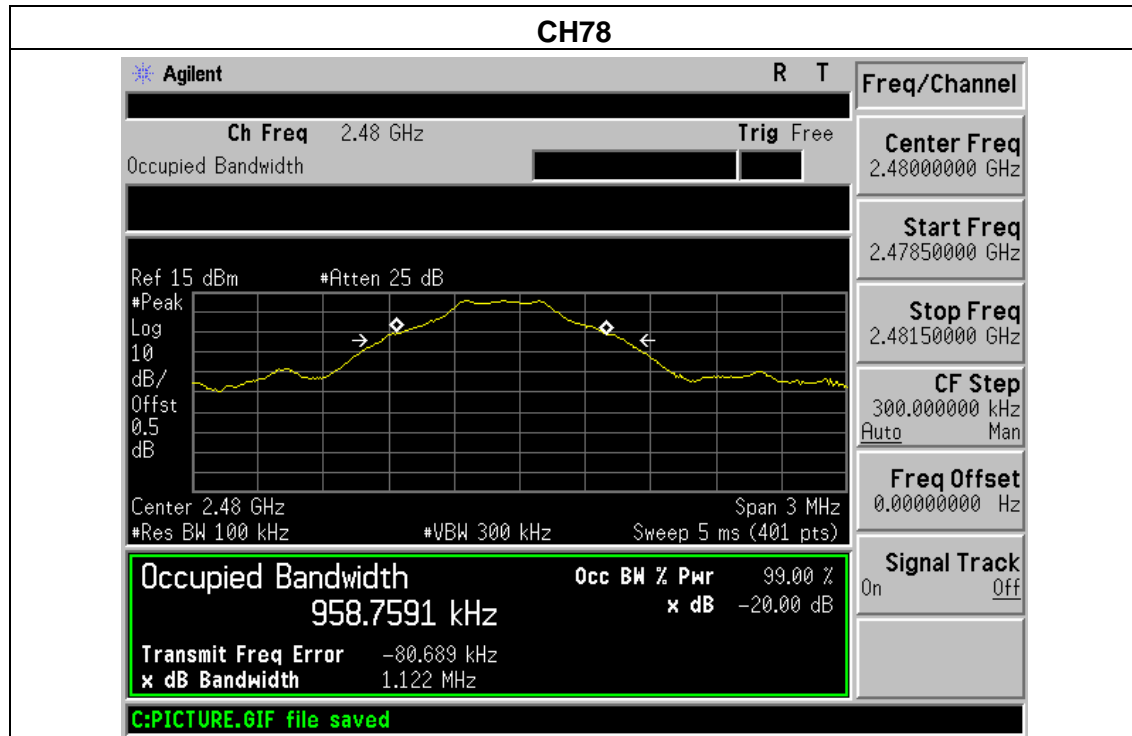 CH78
Agilent R T
Freq/Channel
Ch Freq 2.48 GHz Trig Free
Occupied Bandwidth
Center Freq
2.48000000 GHz
Start Freq
2.47850000 GHz
Stop Freq
2.48150000 GHz
CF Step
300.000000 kHz
Auto Man
Freq Offset
0.00000000 Hz
Signal Track
On Off
Ref 15 dBm #Atten 25 dB
#Peak
Log
10
dB/
Offst
0.5
dB
Center 2.48 GHz Span 3 MHz
#Res BW 100 kHz #VBW 300 kHz Sweep 5 ms (401 pts)
Occupied Bandwidth Occ BW % Pwr 99.00 %
958.7591 kHz x dB -20.00 dB
Transmit Freq Error -80.689 kHz
x dB Bandwidth 1.122 MHz
C:PICTURE.GIF file saved